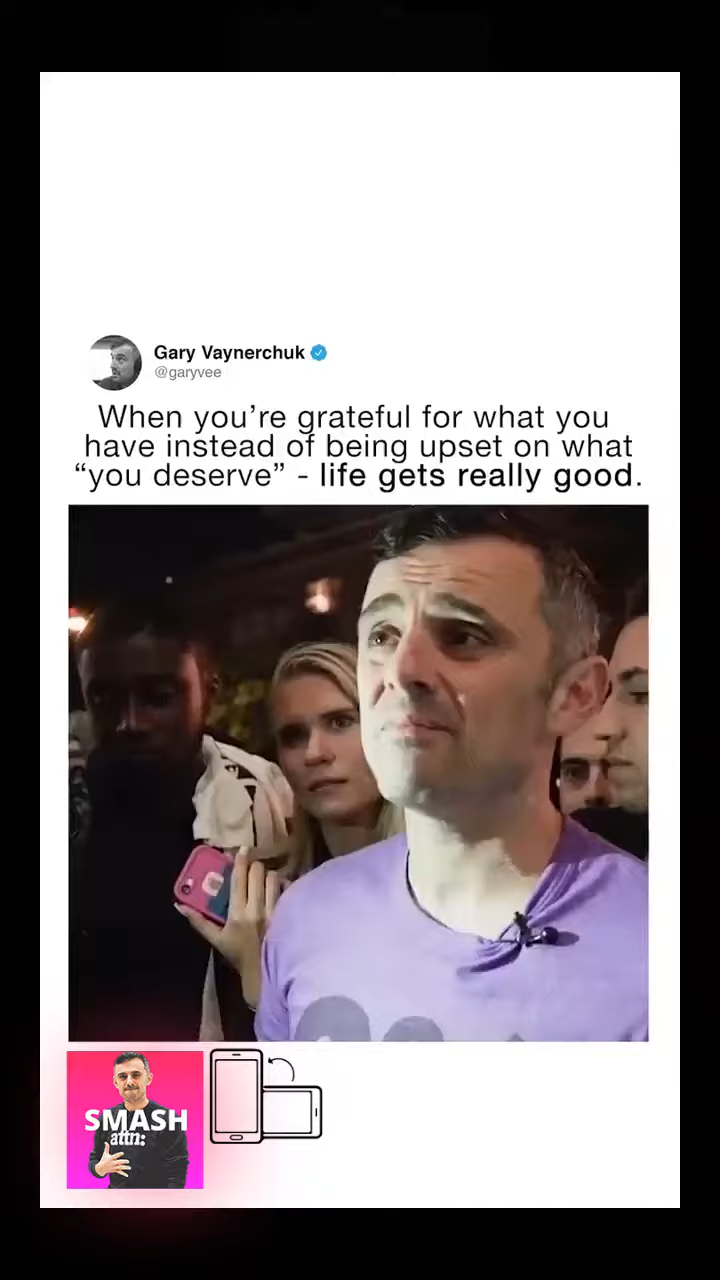 Gary Vaynerchuk
@garyvee
When you’re grateful for what you
have instead of being upset on what
“you deserve” - life gets really good.
SMASH
attn: